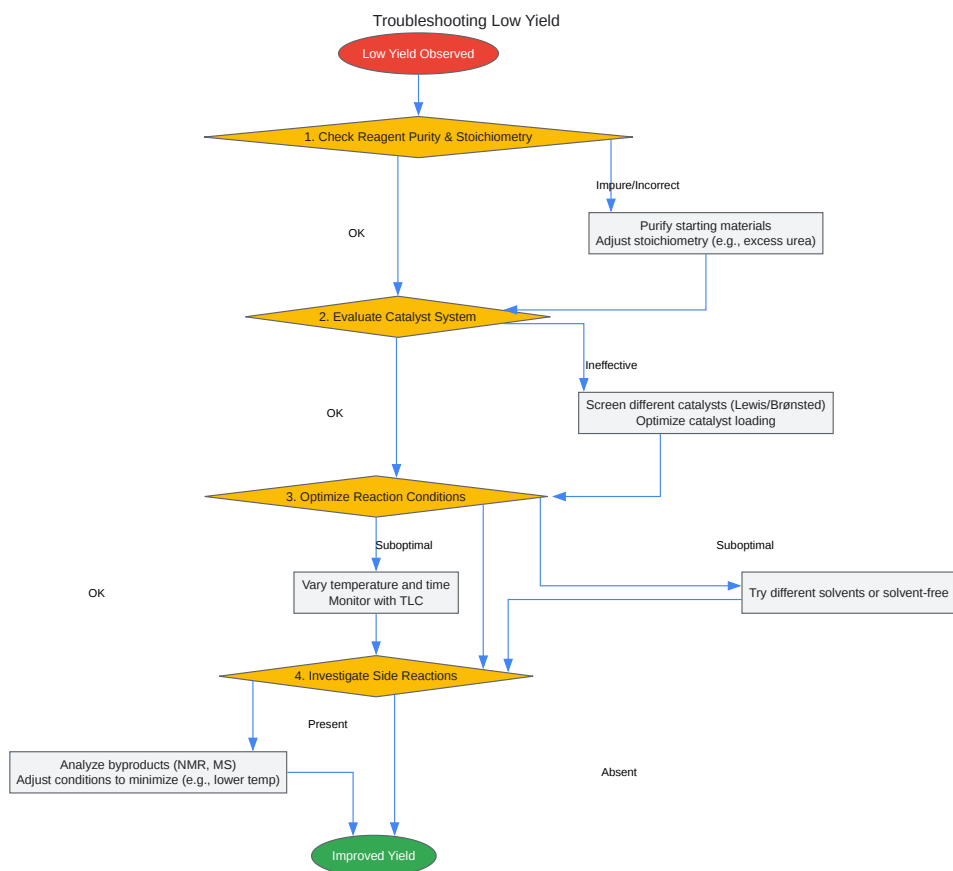 Troubleshooting Low Yield
Low Yield Observed
1. Check Reagent Purity & Stoichiometry
Impure/Incorrect
Purify starting materials
Adjust stoichiometry (e.g., excess urea)
OK
2. Evaluate Catalyst System
Ineffective
Screen different catalysts (Lewis/Brønsted)
Optimize catalyst loading
OK
3. Optimize Reaction Conditions
Suboptimal
Suboptimal
Vary temperature and time
Monitor with TLC
Try different solvents or solvent-free
OK
4. Investigate Side Reactions
Present
Analyze byproducts (NMR, MS)
Adjust conditions to minimize (e.g., lower temp)
Absent
Improved Yield